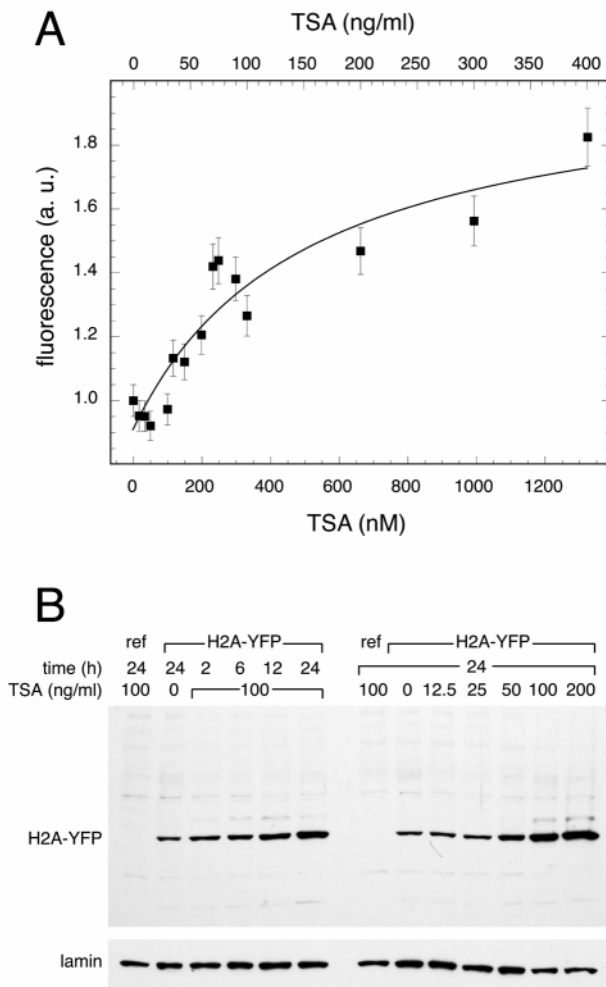 A
TSA (ng/ml)
0 50 100 150 200 250 300 350 400
fluorescence (a. u.)
1.8
1.6
1.4
1.2
1.0
0 200 400 600 800 1000 1200
TSA (nM)
B
ref H2A-YFP ref H2A-YFP
time (h) 24 24 2 6 12 24 24
TSA (ng/ml) 100 0 100 100 0 12.5 25 50 100 200
H2A-YFP
lamin